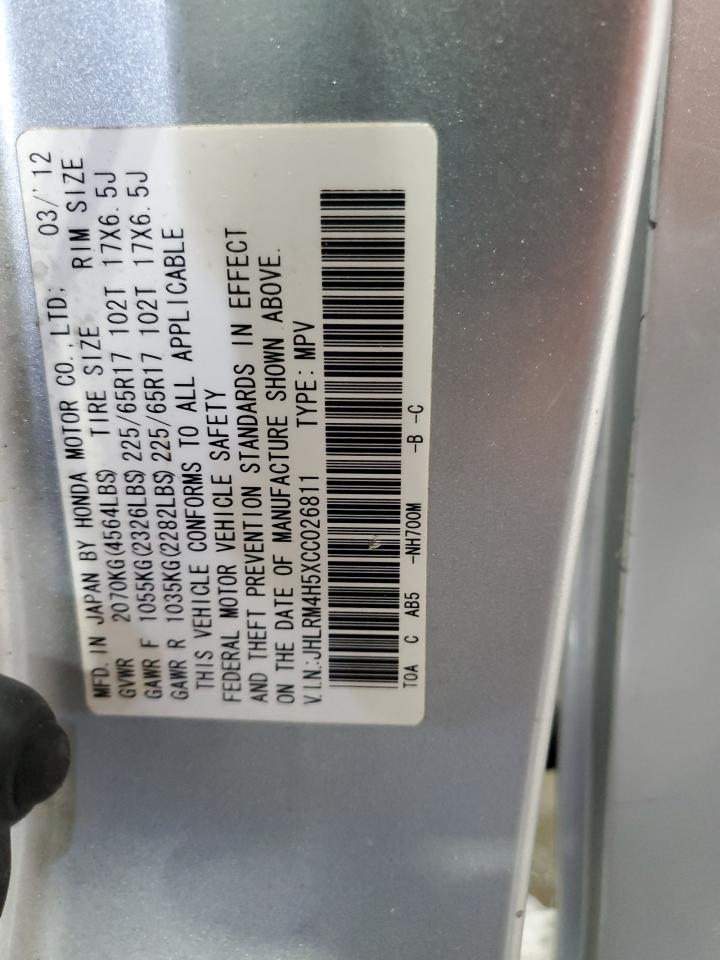 MFD. IN JAPAN BY HONDA MOTOR CO.,LTD; 03/'12
GVWR 2070KG(4564LBS) TIRE SIZE RIM SIZE
GAWR F 1055KG(2326LBS) 225/65R17 102T 17X6.5J
GAWR R 1035KG(2282LBS) 225/65R17 102T 17X6.5J
THIS VEHICLE CONFORMS TO ALL APPLICABLE
FEDERAL MOTOR VEHICLE SAFETY
AND THEFT PREVENTION STANDARDS IN EFFECT
ON THE DATE OF MANUFACTURE SHOWN ABOVE.
V.I.N.:JHLRM4H5XCC026811 TYPE: MPV
T0A C AB5 -NH700M -B -C